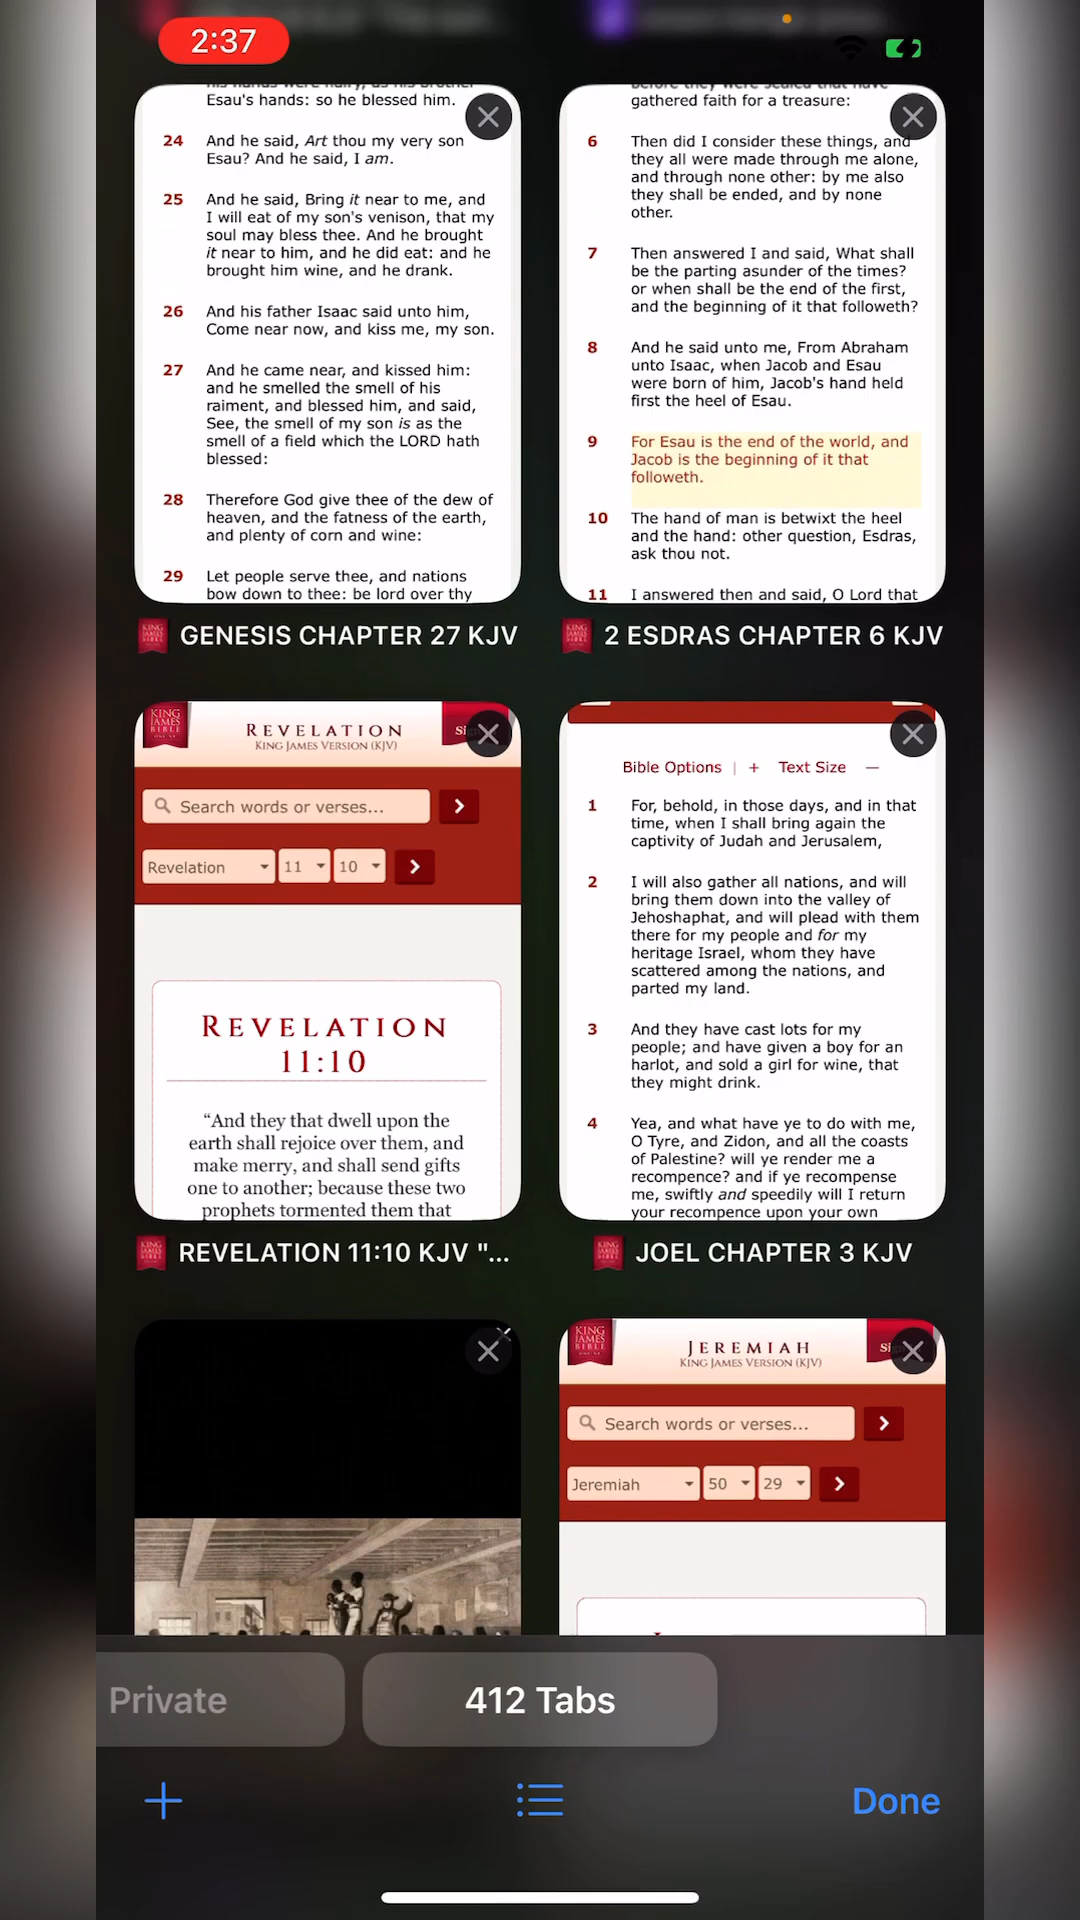 2:37
Esau's hands: so he blessed him.
24 And he said, Art thou my very son
Esau? And he said, I am.
25 And he said, Bring it near to me, and
I will eat of my son's venison, that my
soul may bless thee. And he brought
it near to him, and he did eat: and he
brought him wine, and he drank.
26 And his father Isaac said unto him,
Come near now, and kiss me, my son.
27 And he came near, and kissed him:
and he smelled the smell of his
raiment, and blessed him, and said,
See, the smell of my son is as the
smell of a field which the LORD hath
blessed:
28 Therefore God give thee of the dew of
heaven, and the fatness of the earth,
and plenty of corn and wine:
29 Let people serve thee, and nations
bow down to thee: be lord over thy
GENESIS CHAPTER 27 KJV
gathered faith for a treasure:
6 Then did I consider these things, and
they all were made through me alone,
and through none other: by me also
they shall be ended, and by none
other.
7 Then answered I and said, What shall
be the parting asunder of the times?
or when shall be the end of the first,
and the beginning of it that followeth?
8 And he said unto me, From Abraham
unto Isaac, when Jacob and Esau
were born of him, Jacob's hand held
first the heel of Esau.
9 For Esau is the end of the world, and
Jacob is the beginning of it that
followeth.
10 The hand of man is betwixt the heel
and the hand: other question, Esdras,
ask thou not.
11 I answered then and said, O Lord that
2 ESDRAS CHAPTER 6 KJV
KING
JAMES
BIBLE
REVELATION
KING JAMES VERSION (KJV)
Search words or verses...
Revelation 11 10
REVELATION
11:10
“And they that dwell upon the
earth shall rejoice over them, and
make merry, and shall send gifts
one to another; because these two
prophets tormented them that
REVELATION 11:10 KJV "...
Bible Options | + Text Size —
1 For, behold, in those days, and in that
time, when I shall bring again the
captivity of Judah and Jerusalem,
2 I will also gather all nations, and will
bring them down into the valley of
Jehoshaphat, and will plead with them
there for my people and for my
heritage Israel, whom they have
scattered among the nations, and
parted my land.
3 And they have cast lots for my
people; and have given a boy for an
harlot, and sold a girl for wine, that
they might drink.
4 Yea, and what have ye to do with me,
O Tyre, and Zidon, and all the coasts
of Palestine? will ye render me a
recompence? and if ye recompense
me, swiftly and speedily will I return
your recompence upon your own
JOEL CHAPTER 3 KJV
KING
JAMES
BIBLE
JEREMIAH
KING JAMES VERSION (KJV)
Search words or verses...
Jeremiah 50 29
Private
412 Tabs
Done